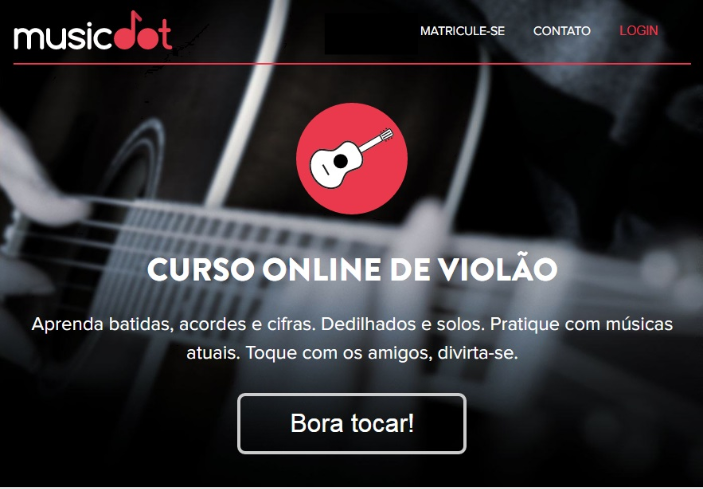 musicdot
MATRICULE-SE
CONTATO
LOGIN
CURSO ONLINE DE VIOLÃO
Aprenda batidas, acordes e cifras. Dedilhados e solos. Pratique com músicas
atuais. Toque com os amigos, divirta-se.
Bora tocar!